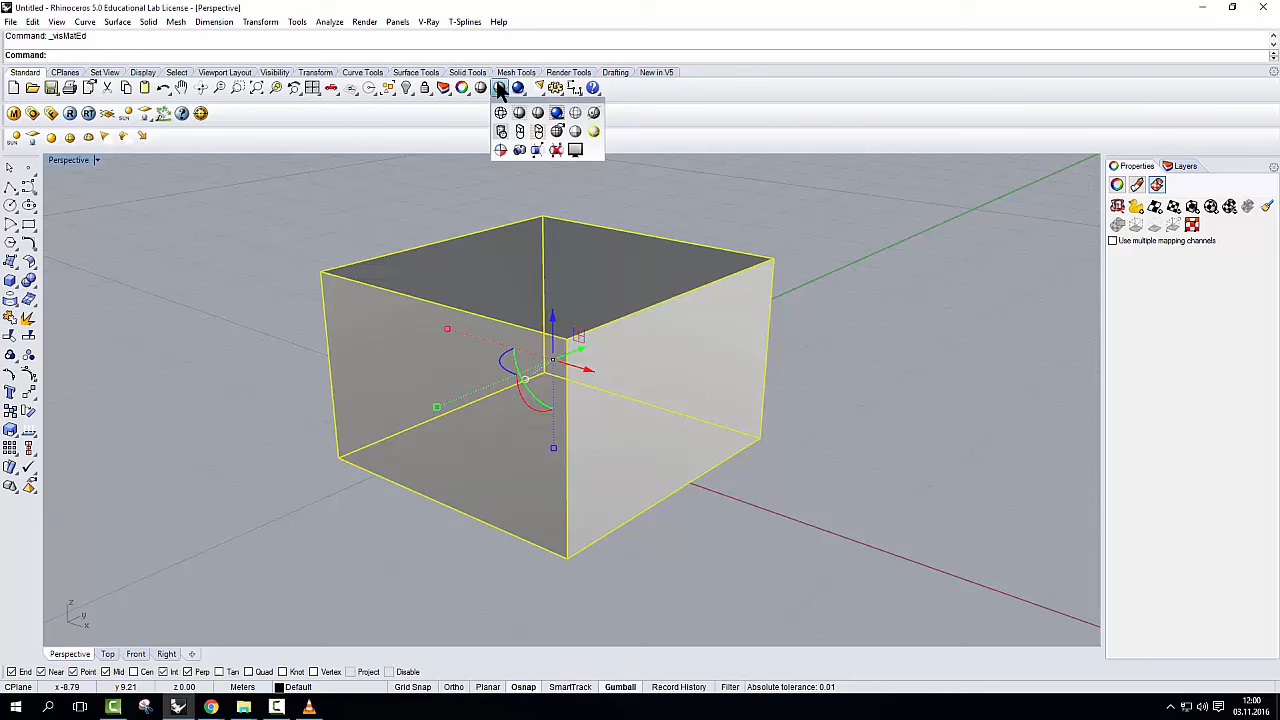 Untitled - Rhinoceros 5.0 Educational Lab License - [Perspective]
File Edit View Curve Surface Solid Mesh Dimension Transform Tools Analyze Render Panels V-Ray T-Splines Help
Command: _visMatEd
Command:
Standard CPlanes Set View Display Select Viewport Layout Visibility Transform Curve Tools Surface Tools Solid Tools Mesh Tools Render Tools Drafting New in V5
Perspective
Properties Layers
Use multiple mapping channels
z
y
x
Perspective Top Front Right
End Near Point Mid Cen Int Perp Tan Quad Knot Vertex Project Disable
CPlane x -8.79 y 9.21 z 0.00 Meters Default Grid Snap Ortho Planar Osnap SmartTrack Gumball Record History Filter Absolute tolerance: 0.01
12:00
03.11.2016